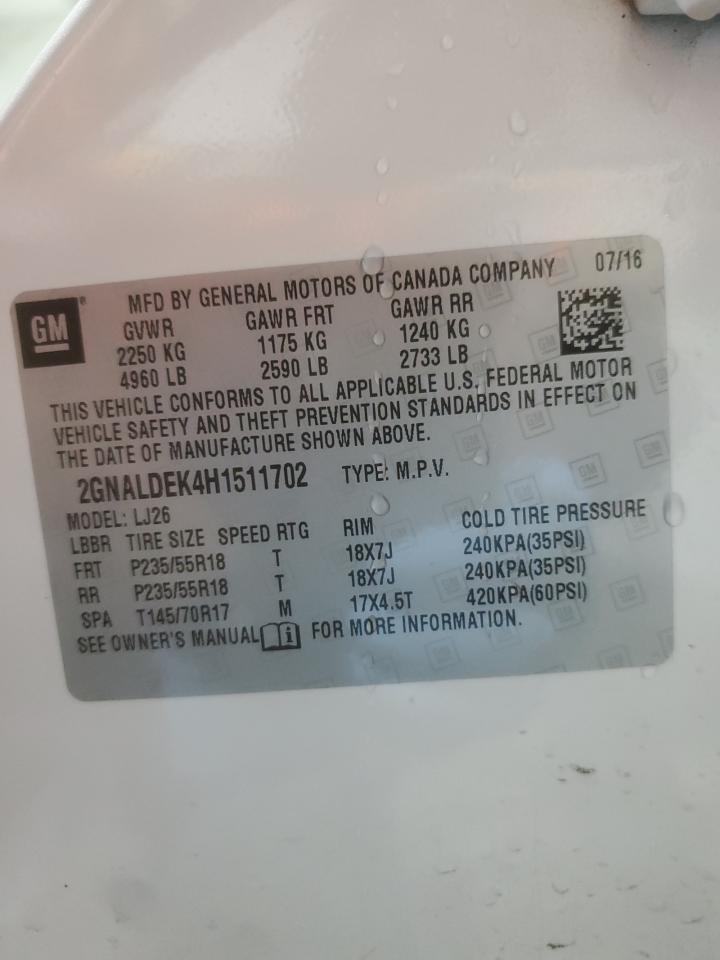 MFD BY GENERAL MOTORS OF CANADA COMPANY 07/16
GM®
GVWR GAWR FRT GAWR RR
2250 KG 1175 KG 1240 KG
4960 LB 2590 LB 2733 LB
THIS VEHICLE CONFORMS TO ALL APPLICABLE U.S. FEDERAL MOTOR
VEHICLE SAFETY AND THEFT PREVENTION STANDARDS IN EFFECT ON
THE DATE OF MANUFACTURE SHOWN ABOVE.
2GNALDEK4H1511702 TYPE: M.P.V.
MODEL: LJ26
LBBR TIRE SIZE SPEED RTG RIM COLD TIRE PRESSURE
FRT P235/55R18 T 18X7J 240KPA(35PSI)
RR P235/55R18 T 18X7J 240KPA(35PSI)
SPA T145/70R17 M 17X4.5T 420KPA(60PSI)
SEE OWNER'S MANUAL FOR MORE INFORMATION.